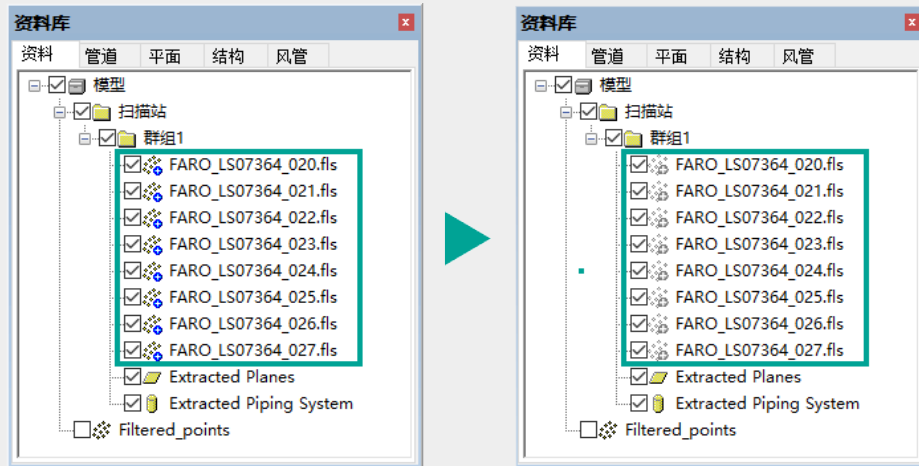 资料库
资料 管道 平面 结构 风管
模型
扫描站
群组1
FARO_LS07364_020.fls
FARO_LS07364_021.fls
FARO_LS07364_022.fls
FARO_LS07364_023.fls
FARO_LS07364_024.fls
FARO_LS07364_025.fls
FARO_LS07364_026.fls
FARO_LS07364_027.fls
Extracted Planes
Extracted Piping System
Filtered_points
资料库
资料 管道 平面 结构 风管
模型
扫描站
群组1
FARO_LS07364_020.fls
FARO_LS07364_021.fls
FARO_LS07364_022.fls
FARO_LS07364_023.fls
FARO_LS07364_024.fls
FARO_LS07364_025.fls
FARO_LS07364_026.fls
FARO_LS07364_027.fls
Extracted Planes
Extracted Piping System
Filtered_points